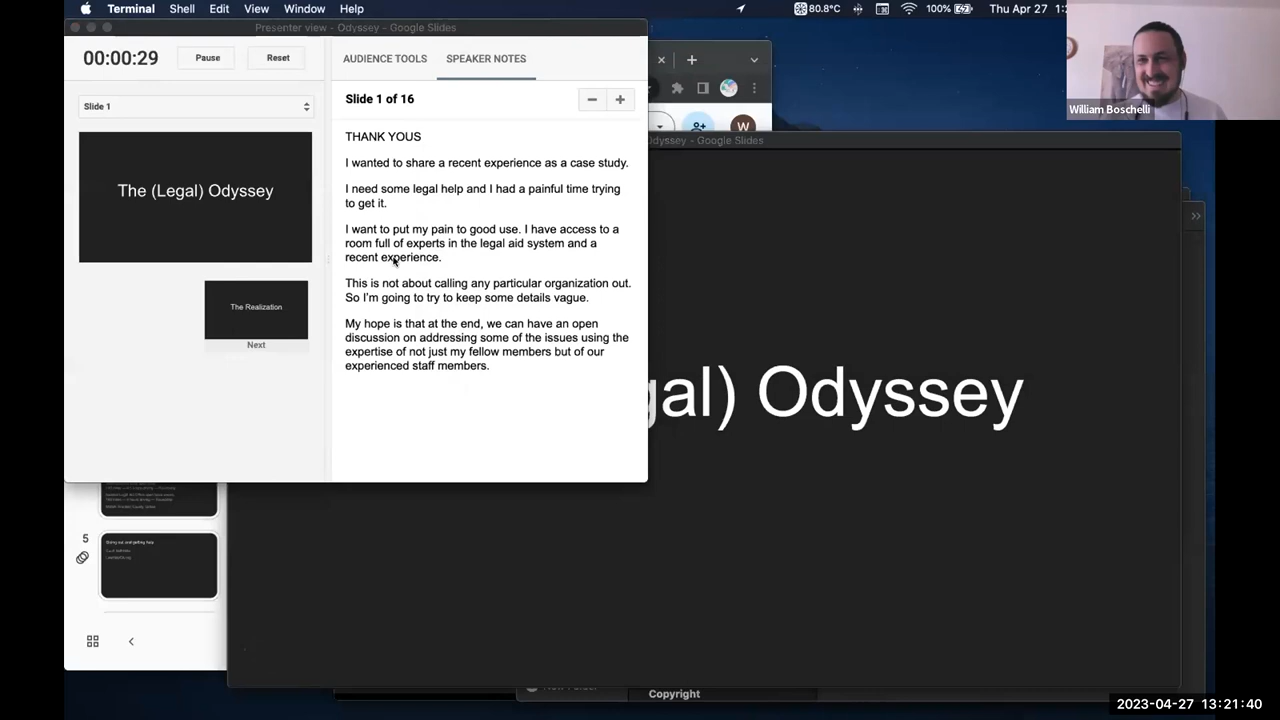 Terminal Shell Edit View Window Help 80.8°C 100% Thu Apr 27
Presenter view - Odyssey - Google Slides
00:00:29 Pause Reset
AUDIENCE TOOLS SPEAKER NOTES
Slide 1
Slide 1 of 16
The (Legal) Odyssey
The Realization
Next
THANK YOUS
I wanted to share a recent experience as a case study.
I need some legal help and I had a painful time trying
to get it.
I want to put my pain to good use. I have access to a
room full of experts in the legal aid system and a
recent experience.
This is not about calling any particular organization out.
So I'm going to try to keep some details vague.
My hope is that at the end, we can have an open
discussion on addressing some of the issues using the
expertise of not just my fellow members but of our
experienced staff members.
W
Odyssey - Google Slides
gal) Odyssey
5
William Boschelli
Copyright
2023-04-27 13:21:40